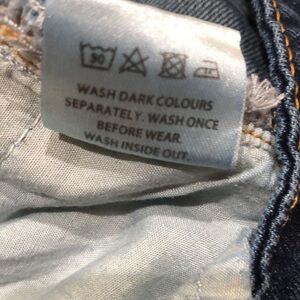 30
WASH DARK COLOURS
SEPARATELY. WASH ONCE
BEFORE WEAR.
WASH INSIDE OUT.